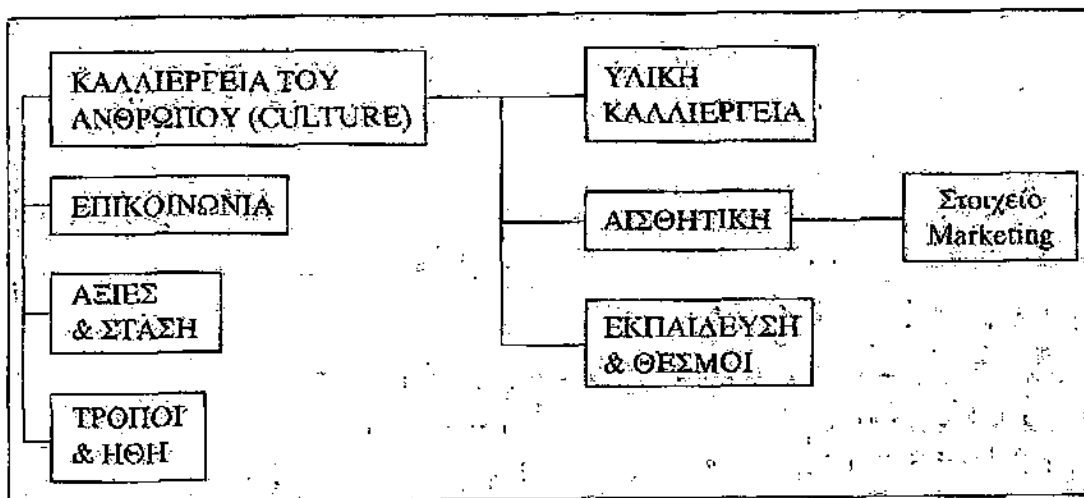 ΚΑΛΛΙΕΡΓΕΙΑ ΤΟΥ
ΑΝΘΡΩΠΟΥ (CULTURE)
ΕΠΙΚΟΙΝΩΝΙΑ
ΑΞΙΕΣ
& ΣΤΑΣΗ
ΤΡΟΠΟΙ
& ΗΘΗ
ΥΛΙΚΗ
ΚΑΛΛΙΕΡΓΕΙΑ
ΑΙΣΘΗΤΙΚΗ
ΕΚΠΑΙΔΕΥΣΗ
& ΘΕΣΜΟΙ
Στοιχείο
Marketing